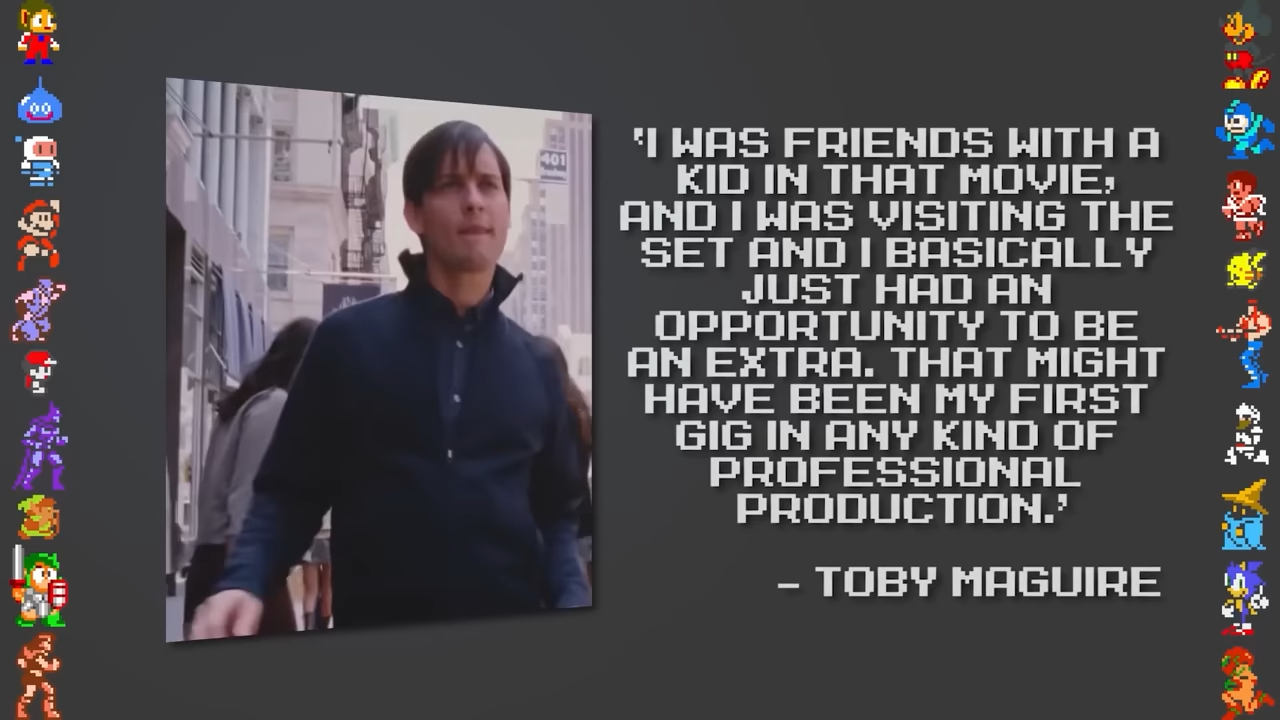 401
'I WAS FRIENDS WITH A
KID IN THAT MOVIE,
AND I WAS VISITING THE
SET AND I BASICALLY
JUST HAD AN
OPPORTUNITY TO BE
AN EXTRA. THAT MIGHT
HAVE BEEN MY FIRST
GIG IN ANY KIND OF
PROFESSIONAL
PRODUCTION.'
– TOBY MAGUIRE